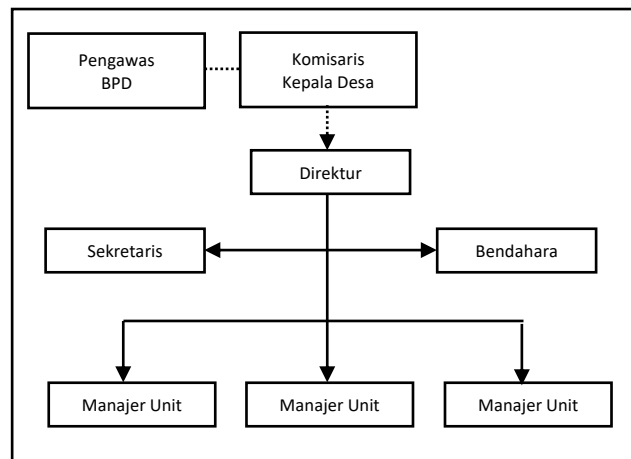 Pengawas
BPD
Komisaris
Kepala Desa
Direktur
Sekretaris
Bendahara
Manajer Unit
Manajer Unit
Manajer Unit